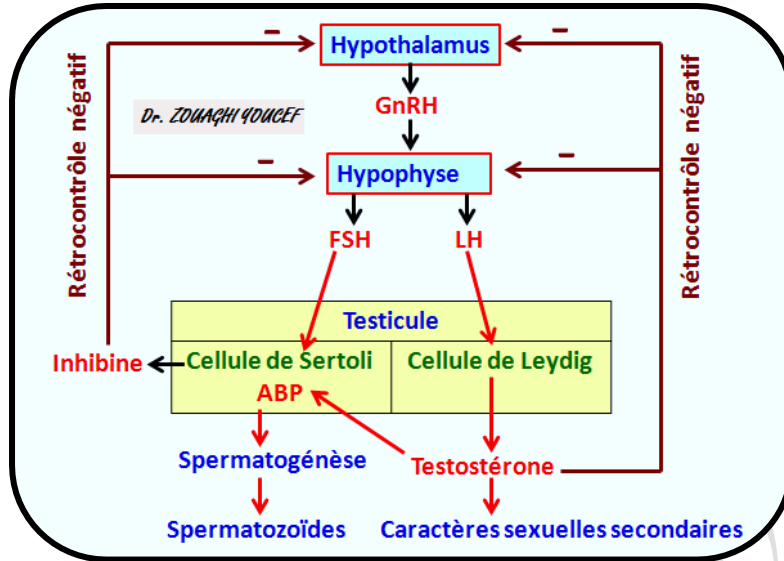 Hypothalamus
GnRH
Dr. ZOUAGHI YOUCEF
Hypophyse
FSH
LH
Rétrocontrôle négatif
Rétrocontrôle négatif
Testicule
Cellule de Sertoli
Cellule de Leydig
Inhibine
ABP
Spermatogénèse
Testostérone
Spermatozoïdes
Caractères sexuelles secondaires